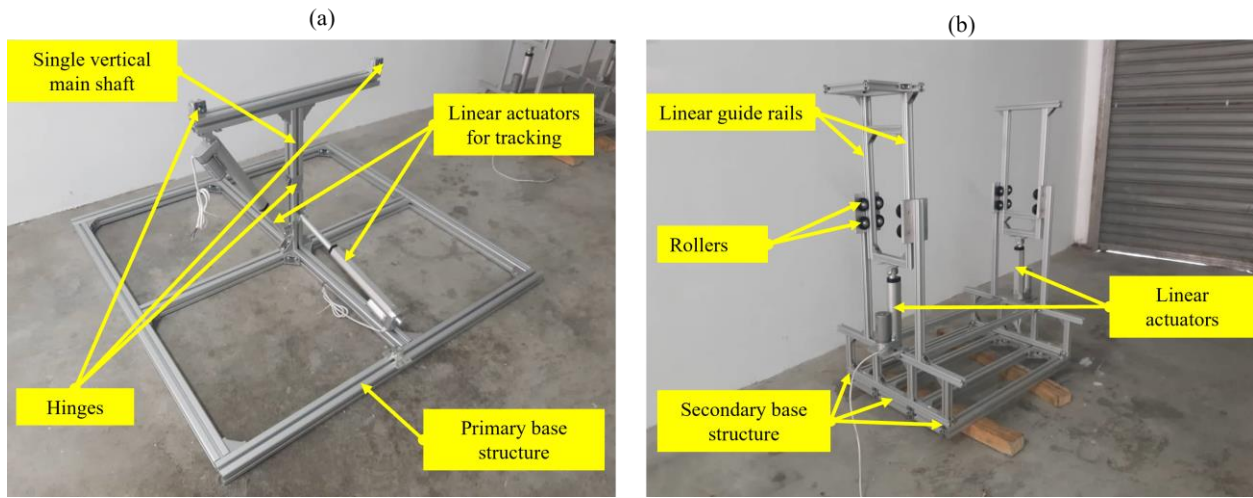 (a)
Single vertical
main shaft
Linear actuators
for tracking
Hinges
Primary base
structure
(b)
Linear guide rails
Rollers
Linear
actuators
Secondary base
structure